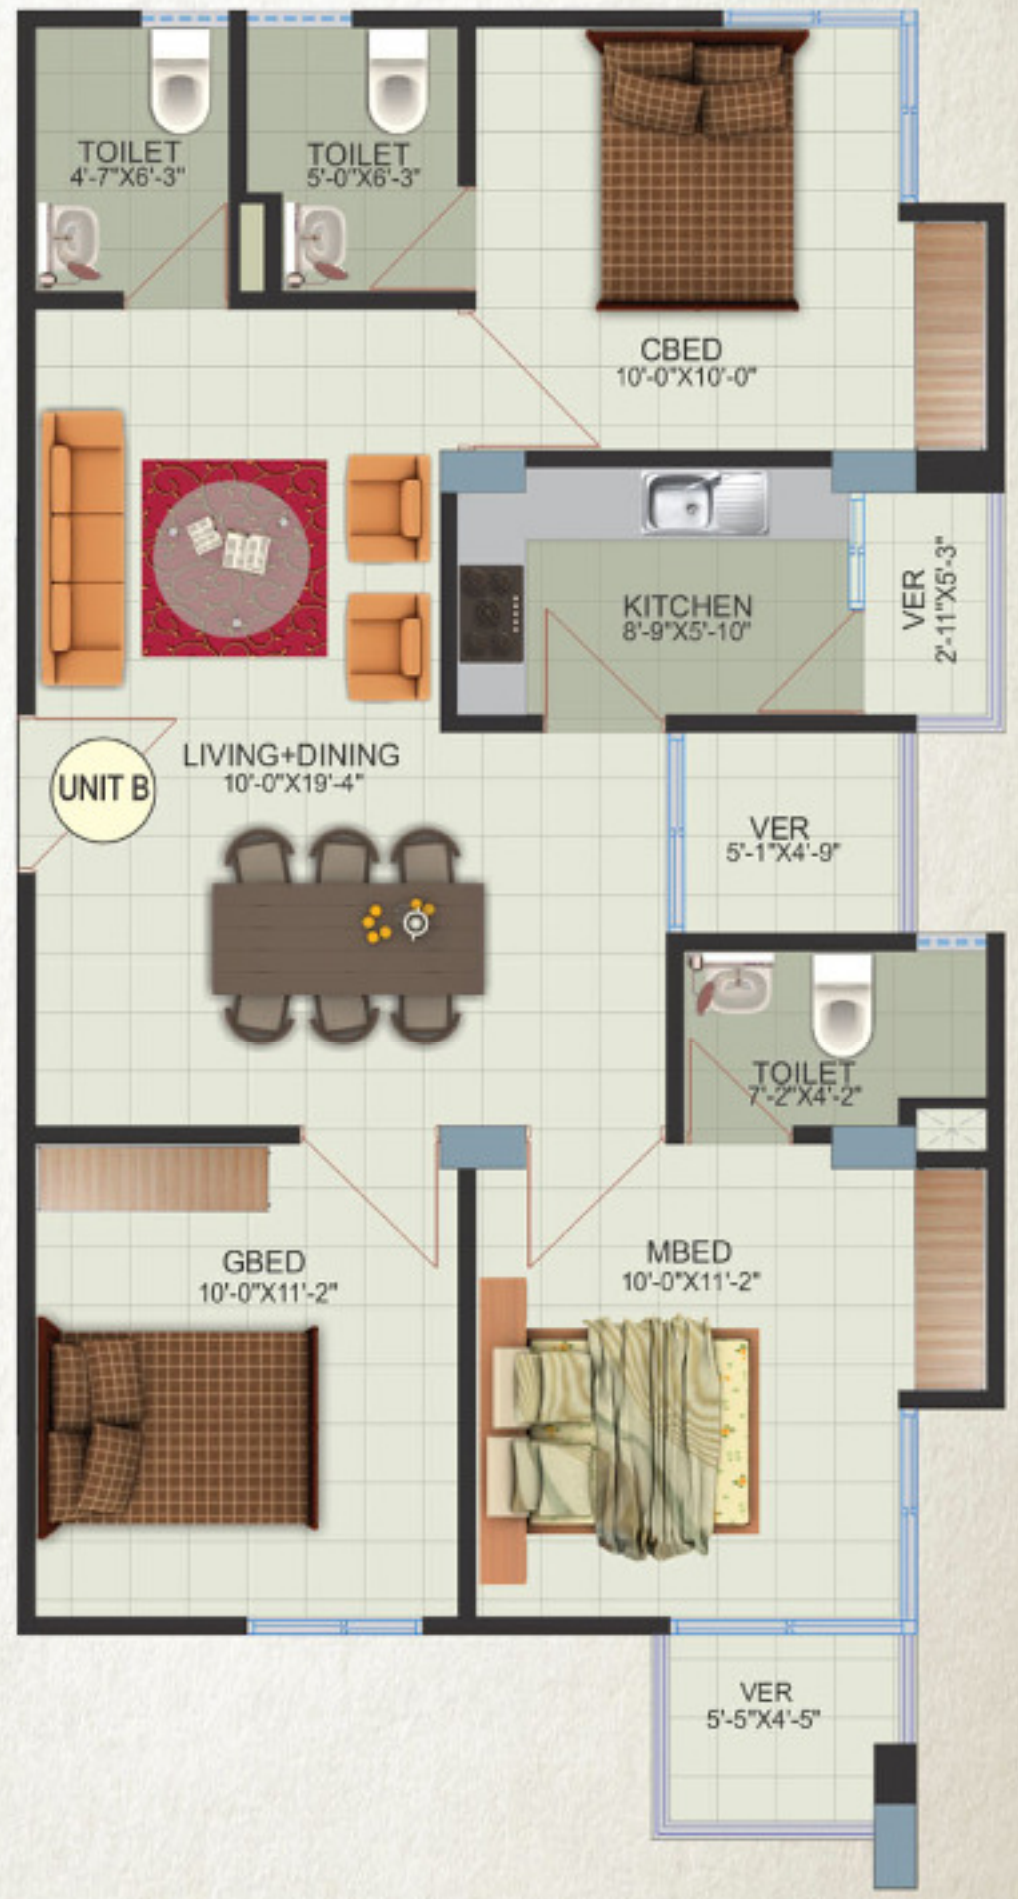 TOILET
4'-7"X6'-3"
TOILET
5'-0"X6'-3"
CBED
10'-0"X10'-0"
KITCHEN
8'-9"X5'-10"
VER
2'-11"X5'-3"
LIVING+DINING
10'-0"X19'-4"
UNIT B
VER
5'-1"X4'-9"
TOILET
7'-2"X4'-2"
GBED
10'-0"X11'-2"
MBED
10'-0"X11'-2"
VER
5'-5"X4'-5"